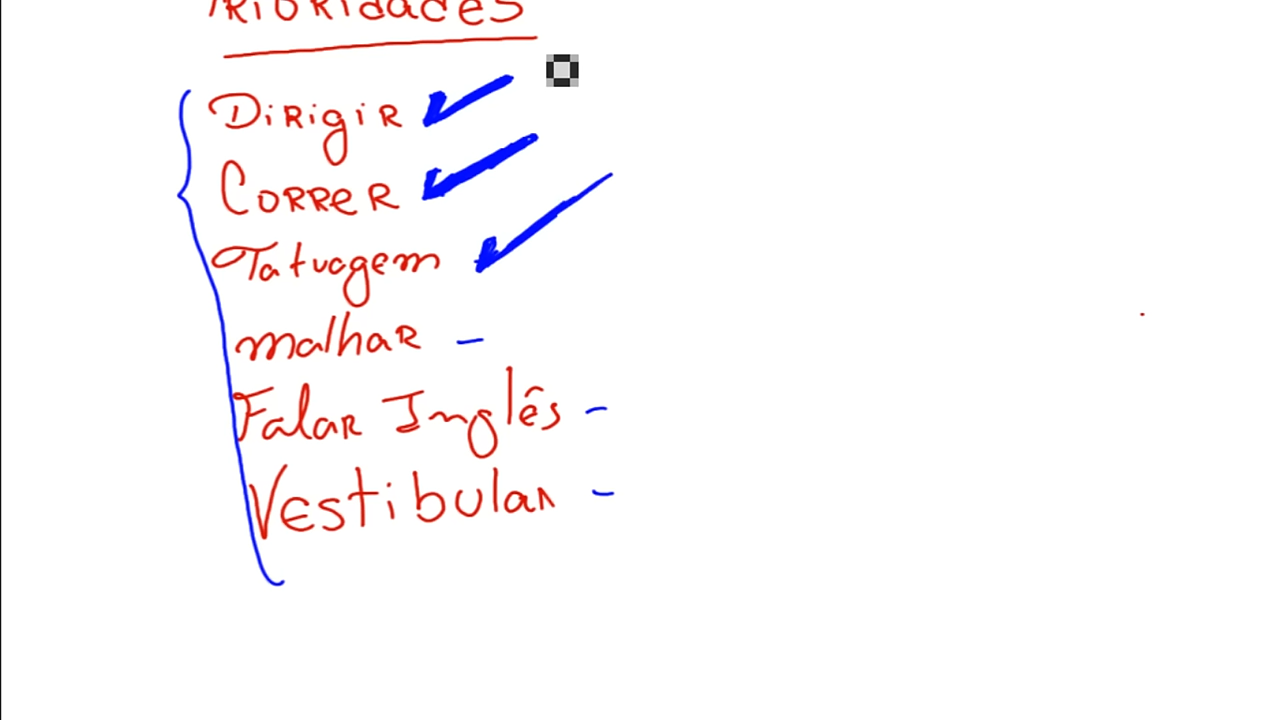 Prioridades
Dirigir ✓
Correr ✓
Tatuagem ✓
malhar -
Falar Inglês -
Vestibular -